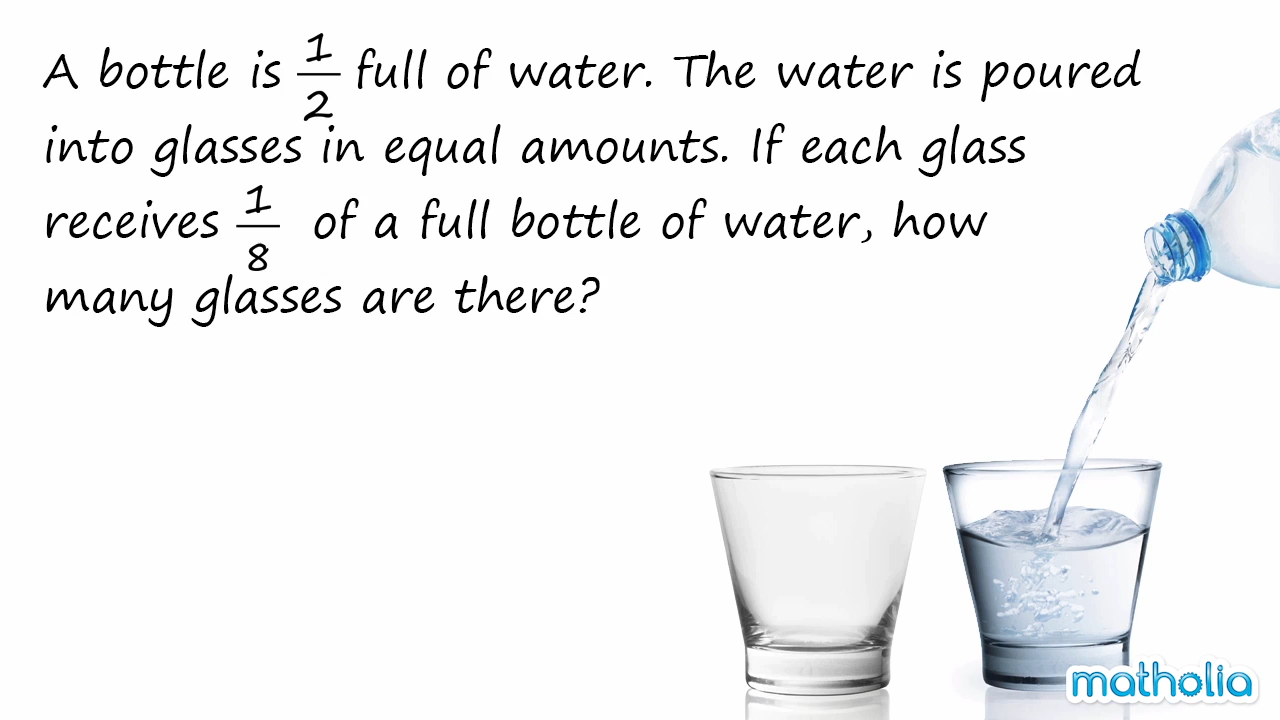 A bottle is 1/2 full of water. The water is poured
into glasses in equal amounts. If each glass
receives 1/8 of a full bottle of water, how
many glasses are there?
matholia